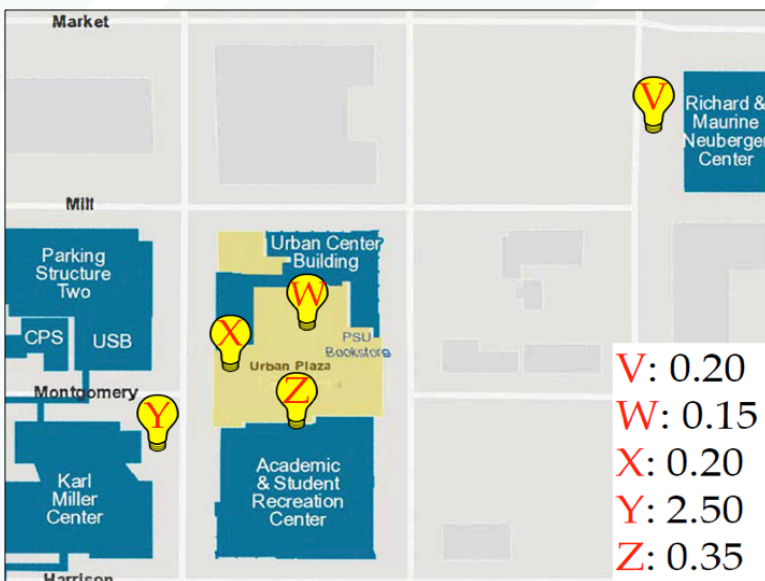 Market
V
Richard &
Maurine
Neuberger
Center
Mill
Parking
Structure
Two
CPS
USB
Urban Center
Building
W
X
PSU
Bookstore
Urban Plaza
Montgomery
Y
Z
Karl
Miller
Center
Academic
& Student
Recreation
Center
Harrison
V: 0.20
W: 0.15
X: 0.20
Y: 2.50
Z: 0.35